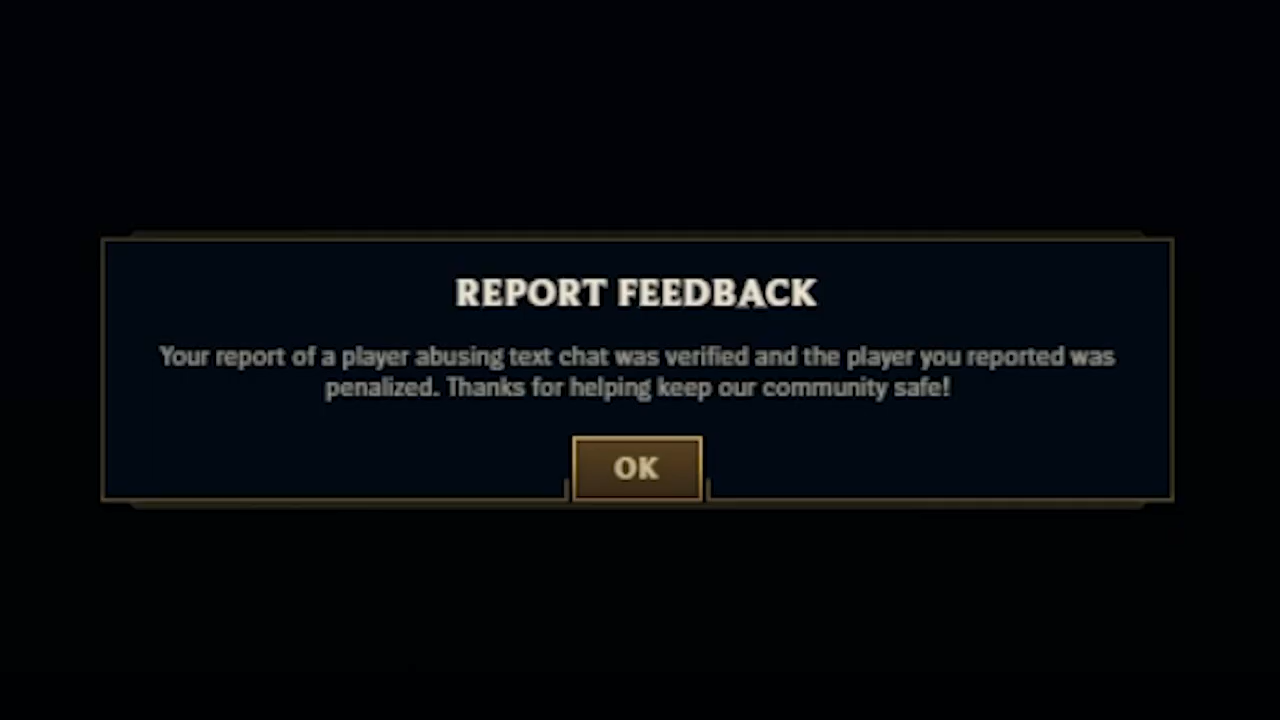 REPORT FEEDBACK
Your report of a player abusing text chat was verified and the player you reported was
penalized. Thanks for helping keep our community safe!
OK